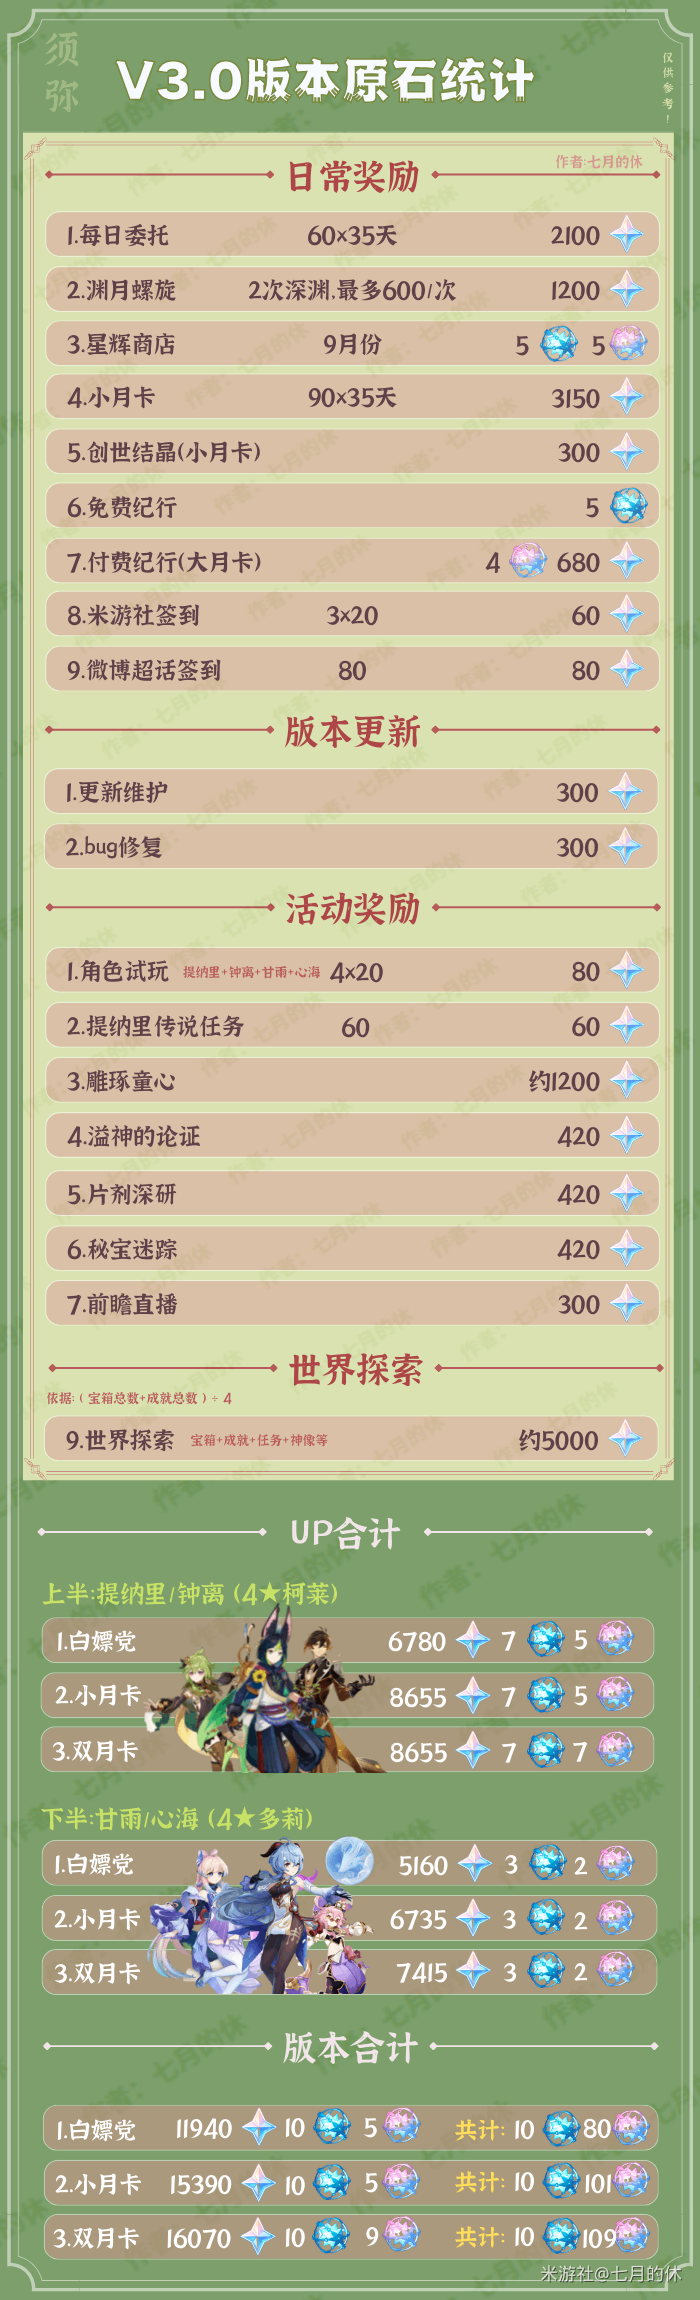 须弥
V3.0版本原石统计
仅供参考!
作者:七月的休
日常奖励
1.每日委托 60×35天 2100
2.渊月螺旋 2次深渊,最多600/次 1200
3.星辉商店 9月份 5 5
4.小月卡 90×35天 3150
5.创世结晶(小月卡) 300
6.免费纪行 5
7.付费纪行(大月卡) 4 680
8.米游社签到 3×20 60
9.微博超话签到 80 80
版本更新
1.更新维护 300
2.bug修复 300
活动奖励
1.角色试玩 提纳里+钟离+甘雨+心海 4×20 80
2.提纳里传说任务 60 60
3.雕琢童心 约1200
4.溢神的论证 420
5.片剂深研 420
6.秘宝迷踪 420
7.前瞻直播 300
世界探索
依据:(宝箱总数+成就总数)÷4
9.世界探索 宝箱+成就+任务+神像等 约5000
UP合计
上半:提纳里/钟离 (4★柯莱)
1.白嫖党 6780 7 5
2.小月卡 8655 7 5
3.双月卡 8655 7 7
下半:甘雨/心海 (4★多莉)
1.白嫖党 5160 3 2
2.小月卡 6735 3 2
3.双月卡 7415 3 2
版本合计
1.白嫖党 11940 10 5 共计: 10 80
2.小月卡 15390 10 5 共计: 10 101
3.双月卡 16070 10 9 共计: 10 109
米游社@七月的休